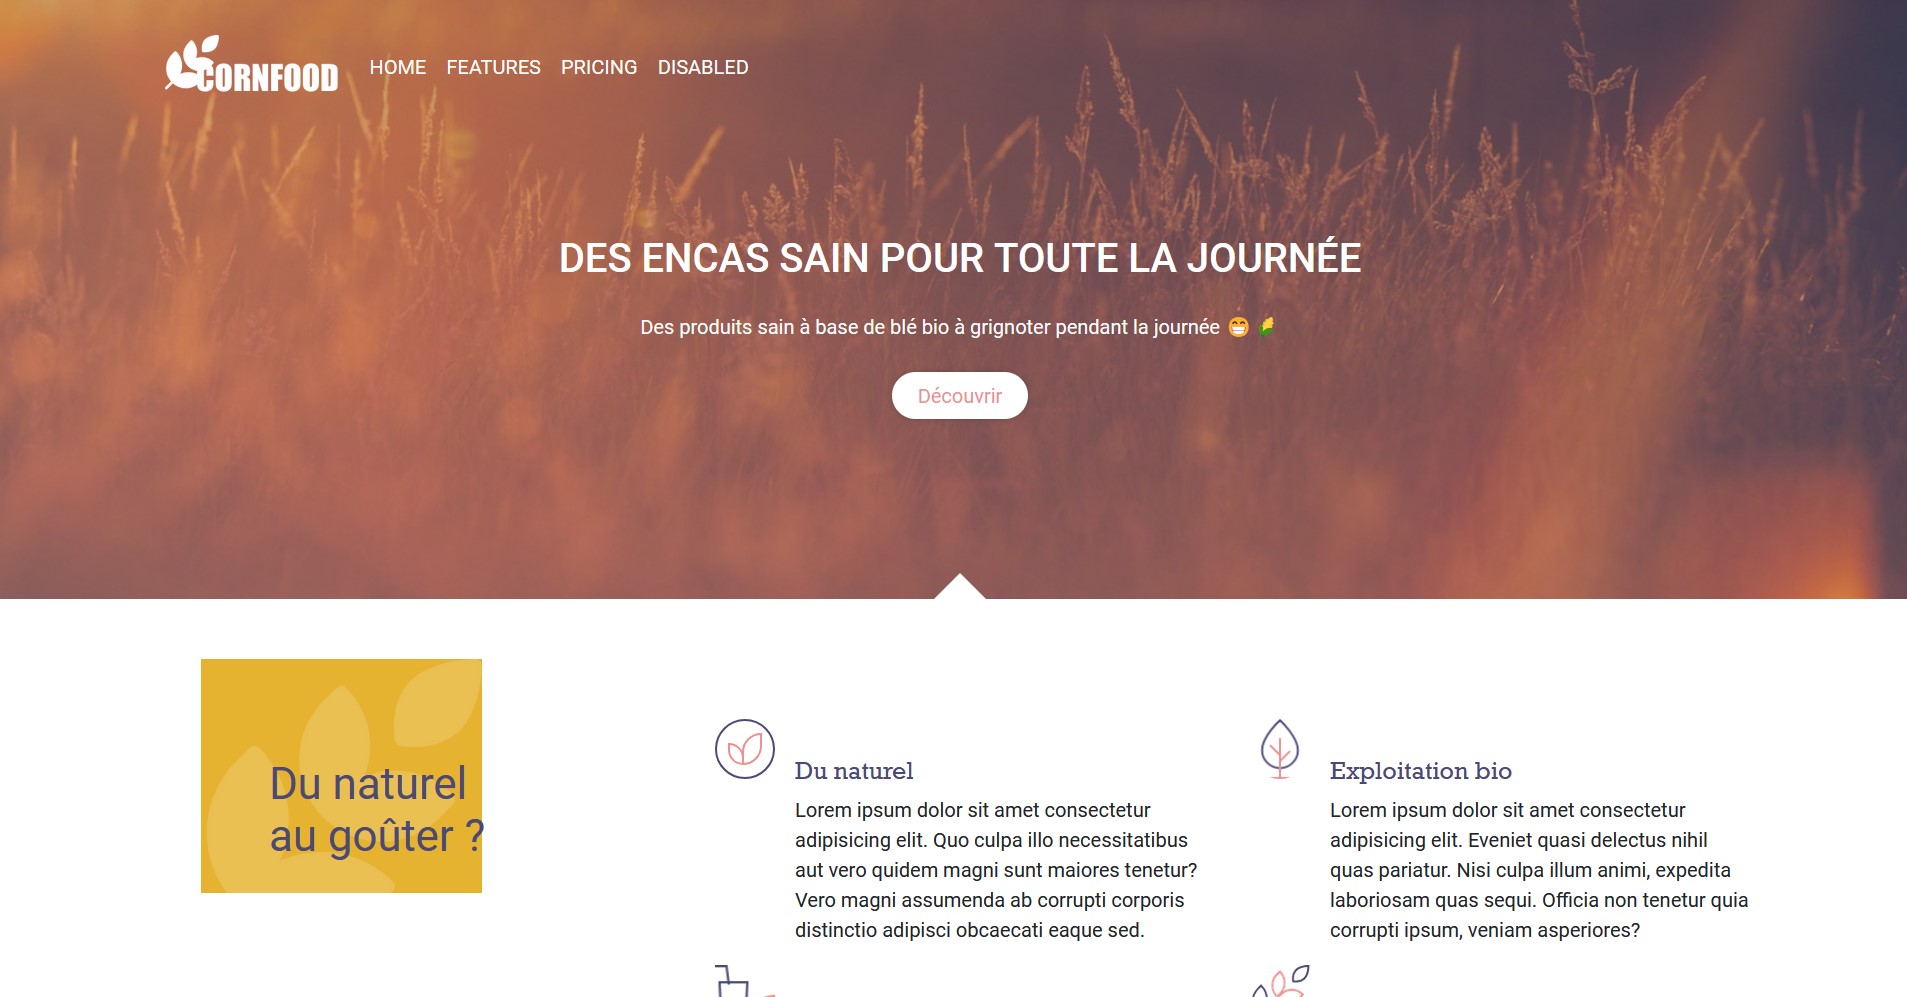 CORNFOOD
HOME FEATURES PRICING DISABLED
DES ENCAS SAIN POUR TOUTE LA JOURNÉE
Des produits sain à base de blé bio à grignoter pendant la journée 😁 🌽
Découvrir
Du naturel
au goûter ?
Du naturel
Lorem ipsum dolor sit amet consectetur
adipisicing elit. Quo culpa illo necessitatibus
aut vero quidem magni sunt maiores tenetur?
Vero magni assumenda ab corrupti corporis
distinctio adipisci obcaecati eaque sed.
Exploitation bio
Lorem ipsum dolor sit amet consectetur
adipisicing elit. Eveniet quasi delectus nihil
quas pariatur. Nisi culpa illum animi, expedita
laboriosam quas sequi. Officia non tenetur quia
corrupti ipsum, veniam asperiores?